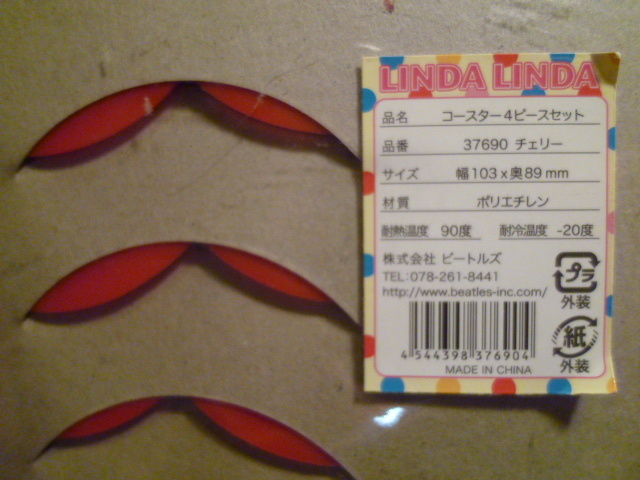 LINDA LINDA
品名 コースター4ピースセット
品番 37690 チェリー
サイズ 幅103x奥89mm
材質 ポリエチレン
耐熱温度 90度 耐冷温度 -20度
株式会社 ビートルズ
TEL:078-261-8441
http://www.beatles-inc.com/
プラ
外装
紙
外装
4 544398 376904
MADE IN CHINA